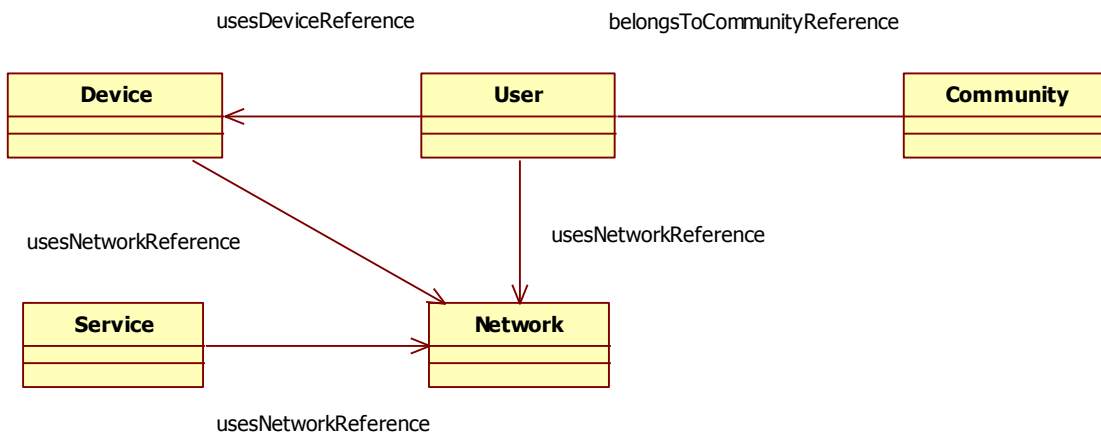 usesDeviceReference
belongsToCommunityReference
Device
User
Community
usesNetworkReference
usesNetworkReference
Service
Network
usesNetworkReference